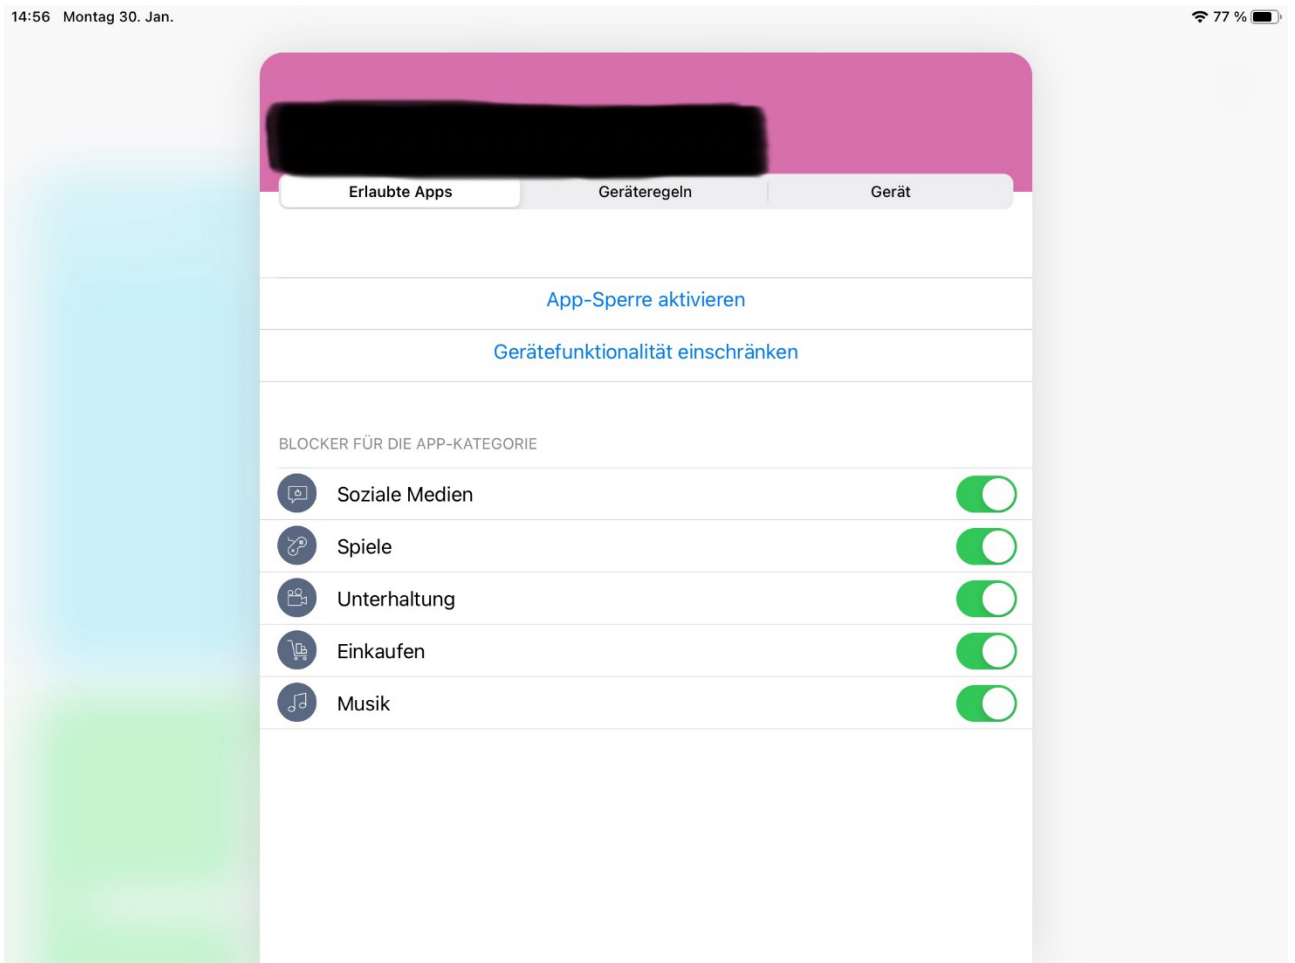 14:56 Montag 30. Jan.
77 %
Erlaubte Apps
Geräteregeln
Gerät
App-Sperre aktivieren
Gerätefunktionalität einschränken
BLOCKER FÜR DIE APP-KATEGORIE
Soziale Medien
Spiele
Unterhaltung
Einkaufen
Musik